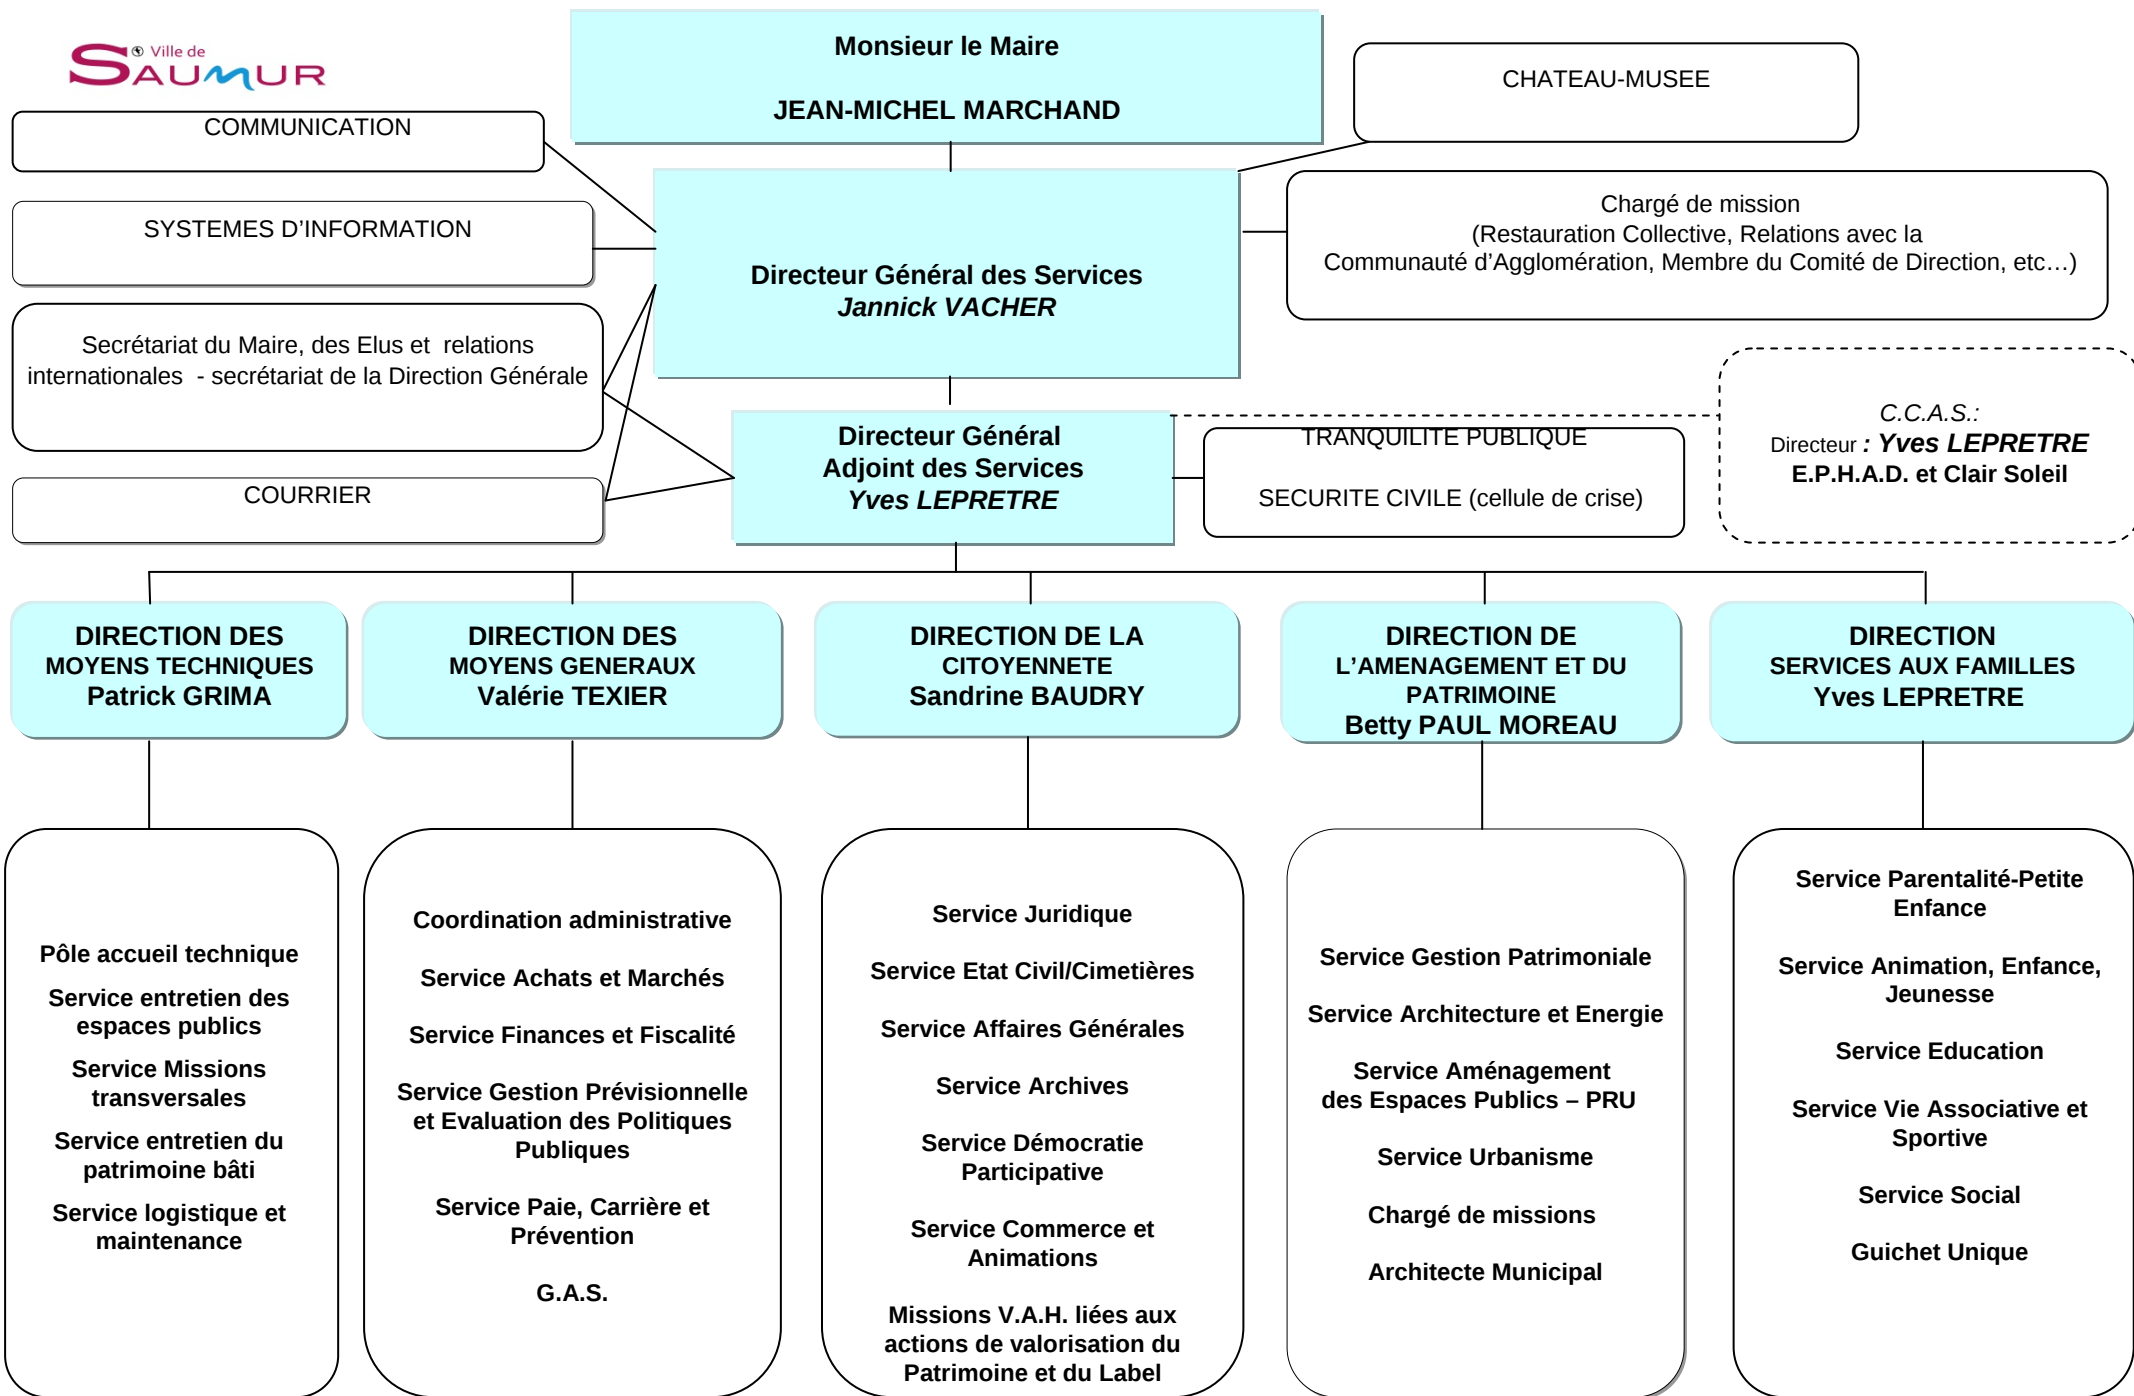 Ville de
SAUMUR
Monsieur le Maire
JEAN-MICHEL MARCHAND
CHATEAU-MUSEE
COMMUNICATION
SYSTEMES D'INFORMATION
Secrétariat du Maire, des Elus et relations
internationales - secrétariat de la Direction Générale
COURRIER
Directeur Général des Services
Jannick VACHER
Chargé de mission
(Restauration Collective, Relations avec la
Communauté d'Agglomération, Membre du Comité de Direction, etc…)
Directeur Général
Adjoint des Services
Yves LEPRETRE
TRANQUILITE PUBLIQUE
SECURITE CIVILE (cellule de crise)
C.C.A.S.:
Directeur : Yves LEPRETRE
E.P.H.A.D. et Clair Soleil
DIRECTION DES
MOYENS TECHNIQUES
Patrick GRIMA
DIRECTION DES
MOYENS GENERAUX
Valérie TEXIER
DIRECTION DE LA
CITOYENNETE
Sandrine BAUDRY
DIRECTION DE
L'AMENAGEMENT ET DU
PATRIMOINE
Betty PAUL MOREAU
DIRECTION
SERVICES AUX FAMILLES
Yves LEPRETRE
Pôle accueil technique
Service entretien des
espaces publics
Service Missions
transversales
Service entretien du
patrimoine bâti
Service logistique et
maintenance
Coordination administrative
Service Achats et Marchés
Service Finances et Fiscalité
Service Gestion Prévisionnelle
et Evaluation des Politiques
Publiques
Service Paie, Carrière et
Prévention
G.A.S.
Service Juridique
Service Etat Civil/Cimetières
Service Affaires Générales
Service Archives
Service Démocratie
Participative
Service Commerce et
Animations
Missions V.A.H. liées aux
actions de valorisation du
Patrimoine et du Label
Service Gestion Patrimoniale
Service Architecture et Energie
Service Aménagement
des Espaces Publics – PRU
Service Urbanisme
Chargé de missions
Architecte Municipal
Service Parentalité-Petite
Enfance
Service Animation, Enfance,
Jeunesse
Service Education
Service Vie Associative et
Sportive
Service Social
Guichet Unique